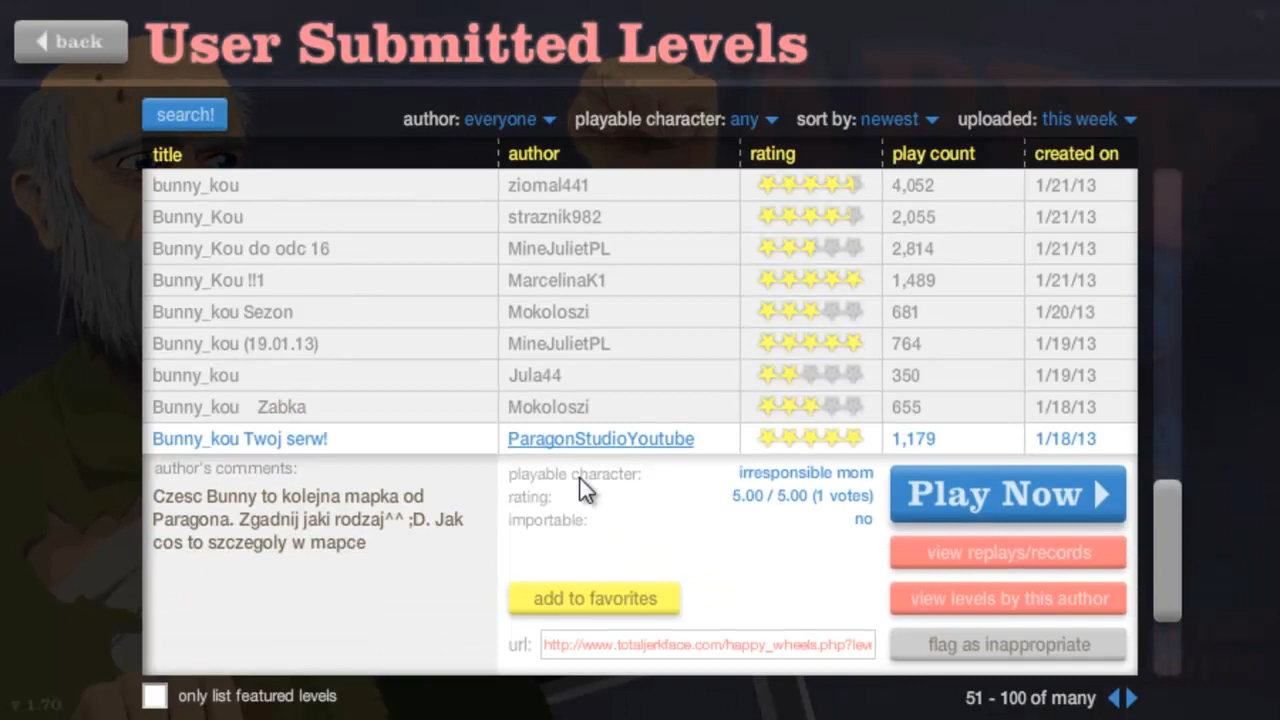 back
User Submitted Levels
search!
author: everyone playable character: any sort by: newest uploaded: this week
title author rating play count created on
bunny_kou ziomal441 4,052 1/21/13
Bunny_Kou straznik982 2,055 1/21/13
Bunny_Kou do odc 16 MineJulietPL 2,814 1/21/13
Bunny_Kou !!1 MarcelinaK1 1,489 1/21/13
Bunny_kou Sezon Mokoloszi 681 1/20/13
Bunny_kou (19.01.13) MineJulietPL 764 1/19/13
bunny_kou Jula44 350 1/19/13
Bunny_kou Zabka Mokoloszi 655 1/18/13
Bunny_kou Twoj serw! ParagonStudioYoutube 1,179 1/18/13
author's comments:
Czesc Bunny to kolejna mapka od
Paragona. Zgadnij jaki rodzaj^^ ;D. Jak
cos to szczegoly w mapce
playable character: irresponsible mom
rating: 5.00 / 5.00 (1 votes)
importable: no
add to favorites
url: http://www.totaljerkface.com/happy_wheels.php?leve
Play Now
view replays/records
view levels by this author
flag as inappropriate
only list featured levels
51 - 100 of many
v 1.70